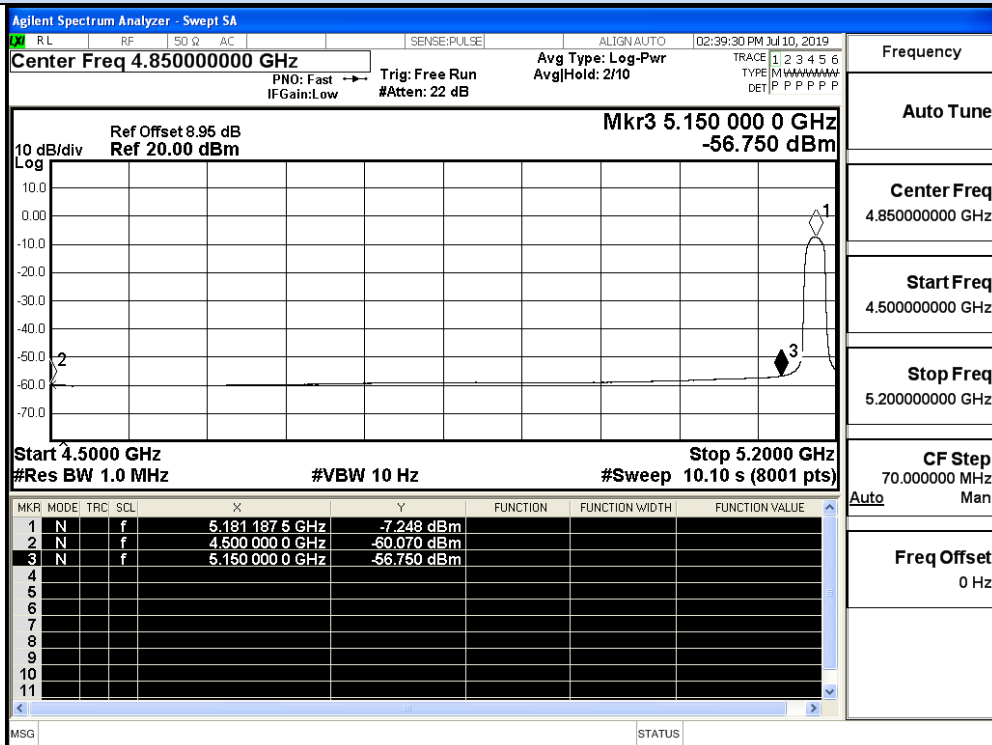 Agilent Spectrum Analyzer - Swept SA
LXI RL RF 50 Ω AC SENSE:PULSE ALIGNAUTO 02:39:30 PM Jul 10, 2019
Center Freq 4.850000000 GHz
PNO: Fast
IFGain:Low
Trig: Free Run
#Atten: 22 dB
Avg Type: Log-Pwr
Avg|Hold: 2/10
TRACE 1 2 3 4 5 6
TYPE M WWWWW
DET P P P P P P
Ref Offset 8.95 dB
10 dB/div Ref 20.00 dBm
Log
Mkr3 5.150 000 0 GHz
-56.750 dBm
10.0
0.00
-10.0
-20.0
-30.0
-40.0
-50.0
-60.0
-70.0
1
2
3
Start 4.5000 GHz Stop 5.2000 GHz
#Res BW 1.0 MHz #VBW 10 Hz #Sweep 10.10 s (8001 pts)
MKR MODE TRC SCL X Y FUNCTION FUNCTION WIDTH FUNCTION VALUE
1 N f 5.181 187 5 GHz -7.248 dBm
2 N f 4.500 000 0 GHz -60.070 dBm
3 N f 5.150 000 0 GHz -56.750 dBm
4
5
6
7
8
9
10
11
MSG STATUS
Frequency
Auto Tune
Center Freq
4.850000000 GHz
Start Freq
4.500000000 GHz
Stop Freq
5.200000000 GHz
CF Step
70.000000 MHz
Auto Man
Freq Offset
0 Hz